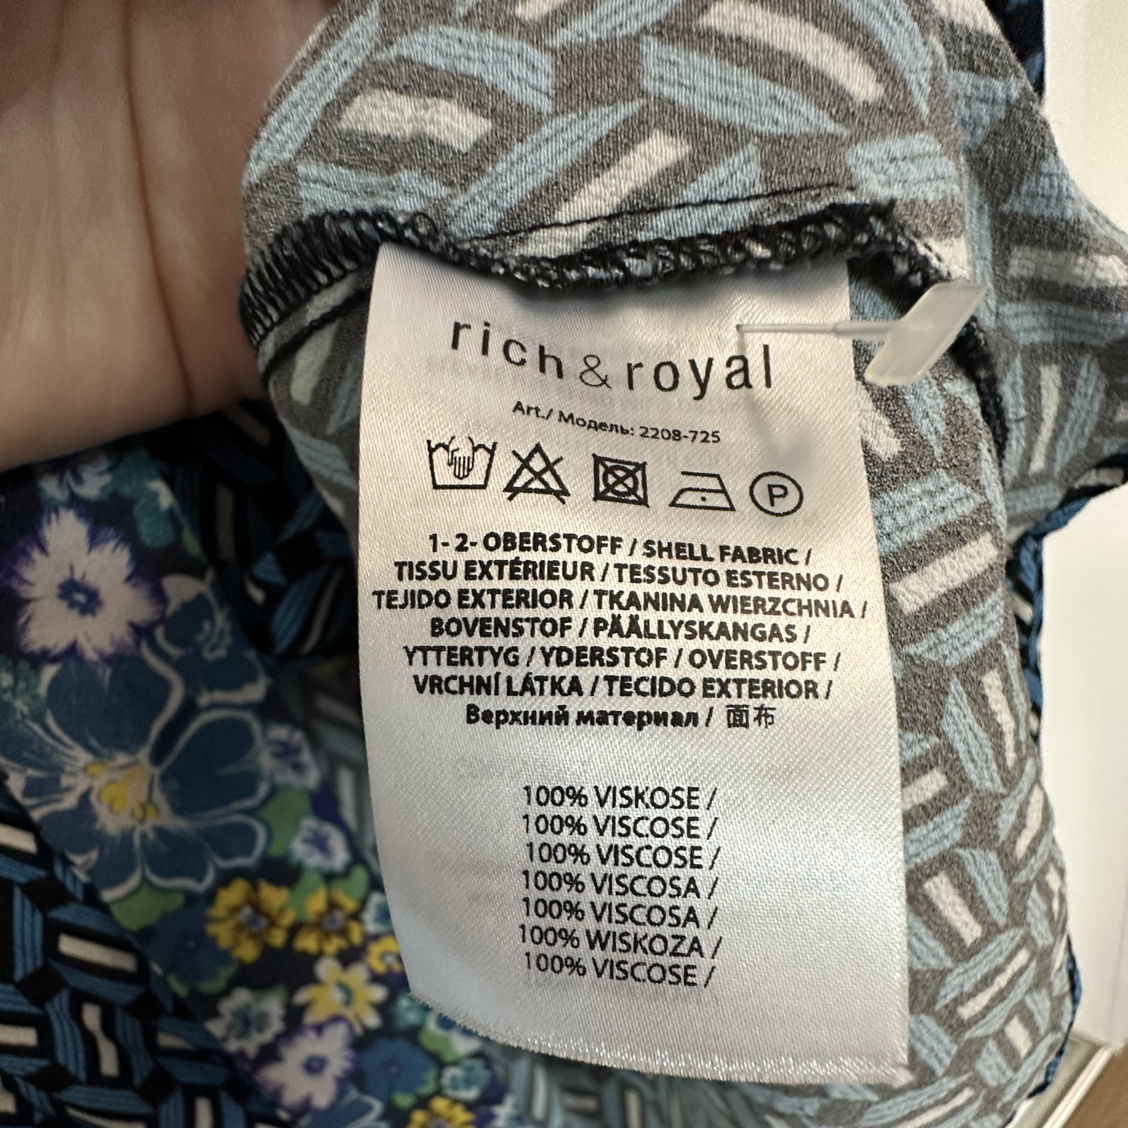 rich & royal
Art./ Модель: 2208-725
P
1- 2- OBERSTOFF / SHELL FABRIC /
TISSU EXTÉRIEUR / TESSUTO ESTERNO /
TEJIDO EXTERIOR / TKANINA WIERZCHNIA /
BOVENSTOF / PÄÄLLYSKANGAS /
YTTERTYG / YDERSTOF / OVERSTOFF /
VRCHNÍ LÁTKA / TECIDO EXTERIOR /
Верхний материал / 面布
100% VISKOSE /
100% VISCOSE /
100% VISCOSE /
100% VISCOSA /
100% VISCOSA /
100% WISKOZA /
100% VISCOSE /